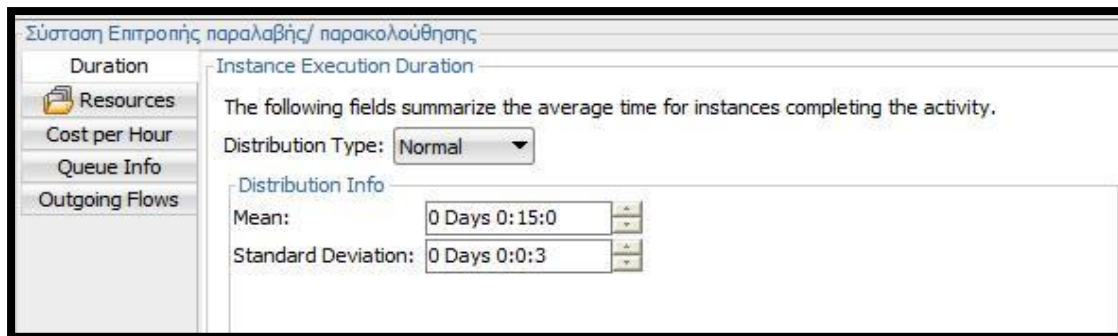 Σύσταση Επιτροπής παραλαβής/ παρακολούθησης
Duration
Resources
Cost per Hour
Queue Info
Outgoing Flows
Instance Execution Duration
The following fields summarize the average time for instances completing the activity.
Distribution Type: Normal
Distribution Info
Mean: 0 Days 0:15:0
Standard Deviation: 0 Days 0:0:3